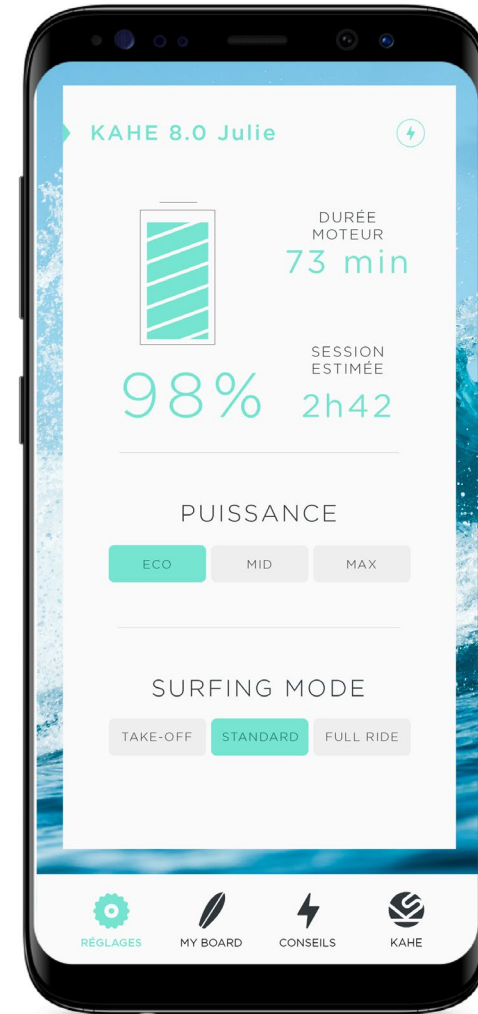 KAHE 8.0 Julie
DURÉE
MOTEUR
73 min
98%
SESSION
ESTIMÉE
2h42
PUISSANCE
ECO MID MAX
SURFING MODE
TAKE-OFF STANDARD FULL RIDE
RÉGLAGES MY BOARD CONSEILS KAHE